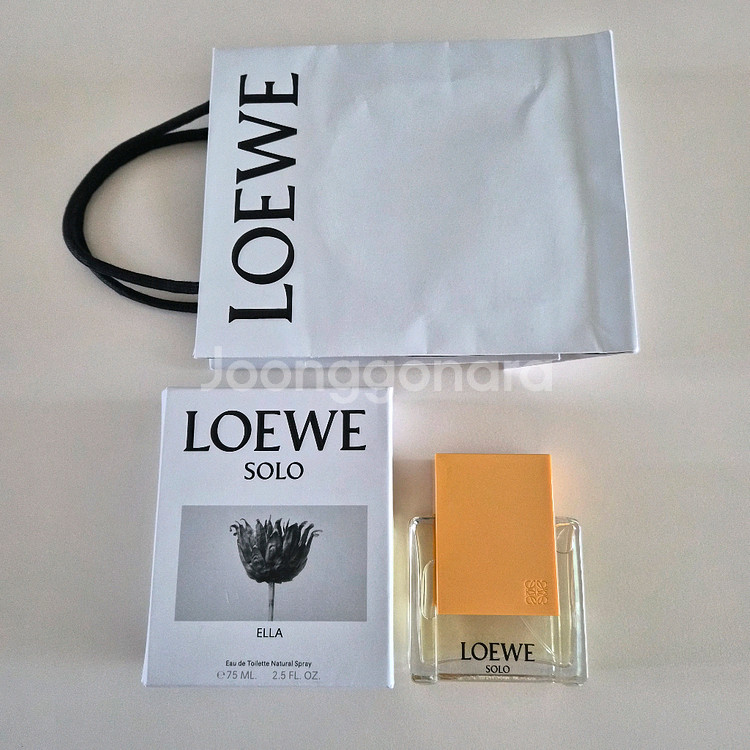 LOEWE
Joonggonara
LOEWE
SOLO
ELLA
Eau de Toilette Natural Spray
℮75 ML. 2.5 FL. OZ.
LOEWE
SOLO